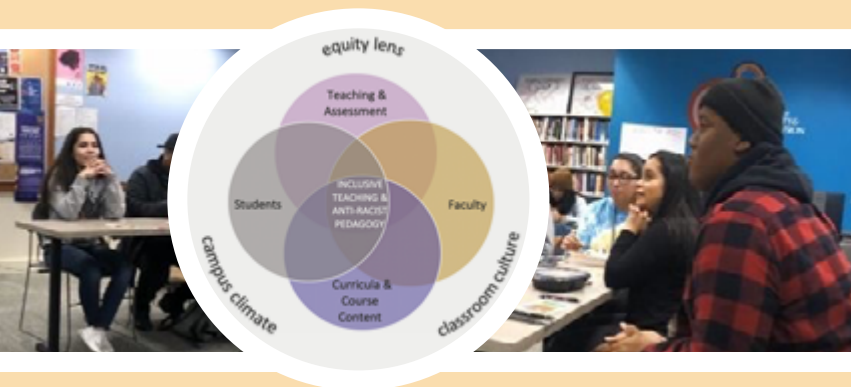 equity lens
Teaching &
Assessment
Students
INCLUSIVE
TEACHING &
ANTI-RACIST
PEDAGOGY
Faculty
Curricula &
Course
Content
campus climate
classroom culture